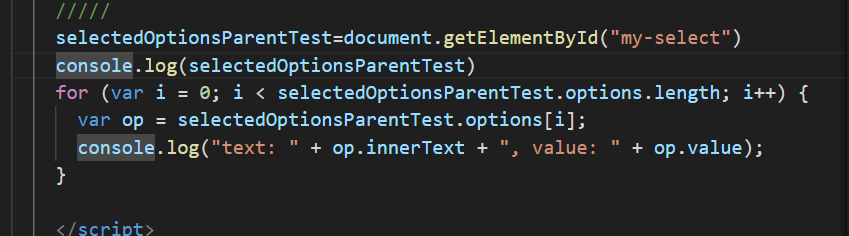 /////
selectedOptionsParentTest=document.getElementById("my-select")
console.log(selectedOptionsParentTest)
for (var i = 0; i < selectedOptionsParentTest.options.length; i++) {
  var op = selectedOptionsParentTest.options[i];
  console.log("text: " + op.innerText + ", value: " + op.value);
}
</script>